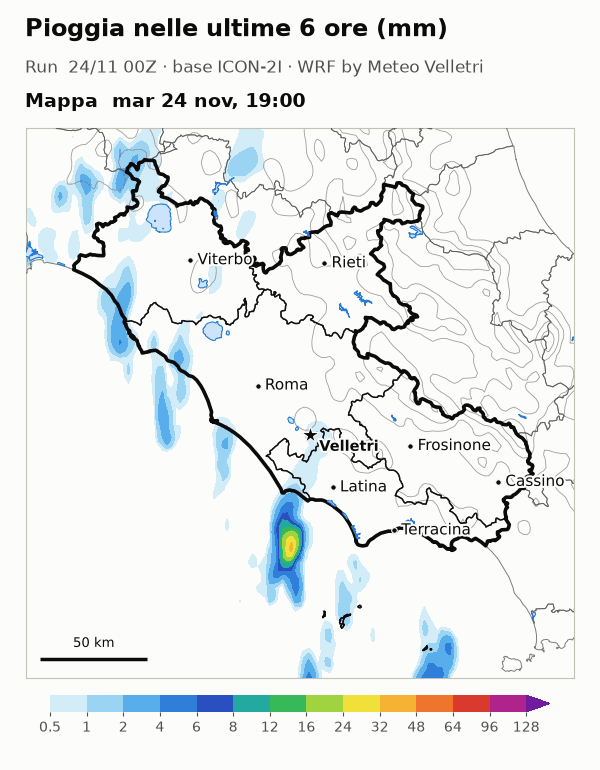 Pioggia nelle ultime 6 ore (mm)
Run  24/11 00Z · base ICON-2I · WRF by Meteo Velletri
Mappa  mar 24 nov, 19:00
Viterbo
Rieti
Roma
Velletri
Frosinone
Latina
Cassino
Terracina
50 km
0.5 1 2 4 6 8 12 16 24 32 48 64 96 128